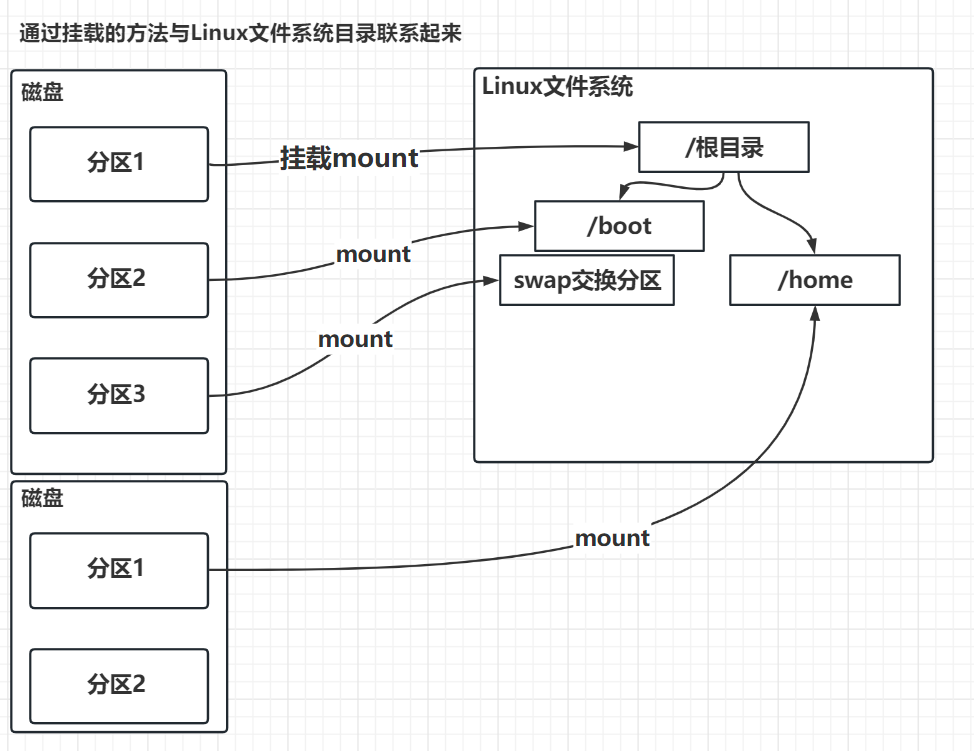 通过挂载的方法与Linux文件系统目录联系起来
磁盘
分区1
分区2
分区3
挂载mount
mount
mount
Linux文件系统
/根目录
/boot
swap交换分区
/home
磁盘
分区1
分区2
mount